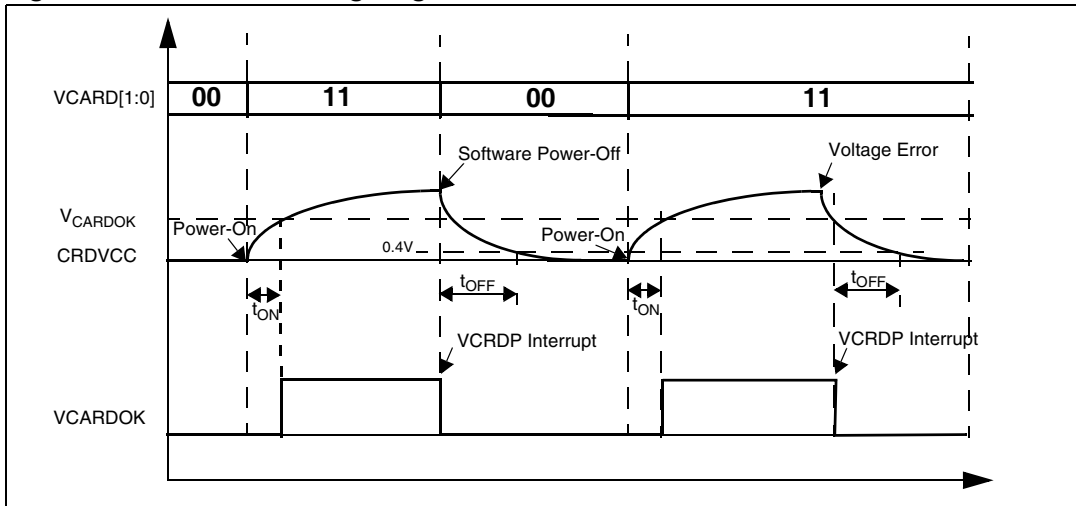 VCARD[1:0] 00 11 00 11
Software Power-Off
Voltage Error
VCARDOK
Power-On
Power-On
0.4V
CRDVCC
tON
tOFF
tON
tOFF
VCRDP Interrupt
VCRDP Interrupt
VCARDOK